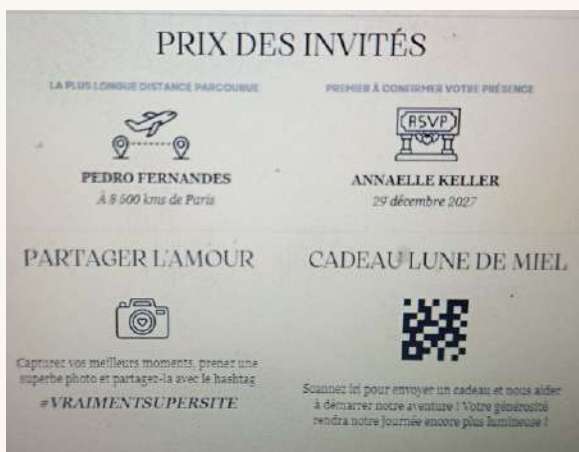 PRIX DES INVITÉS
LA PLUS LONGUE DISTANCE PARCOURUE
PEDRO FERNANDES
À 8 500 kms de Paris
PREMIER À CONFIRMER VOTRE PRÉSENCE
RSVP
ANNAELLE KELLER
29 décembre 2027
PARTAGER L'AMOUR
Capturez vos meilleurs moments, prenez une
superbe photo et partagez-la avec le hashtag
#VRAIMENTSUPERSITE
CADEAU LUNE DE MIEL
Scannez ici pour envoyer un cadeau et nous aider
à démarrer notre aventure ! Votre générosité
rendra notre journée encore plus lumineuse !